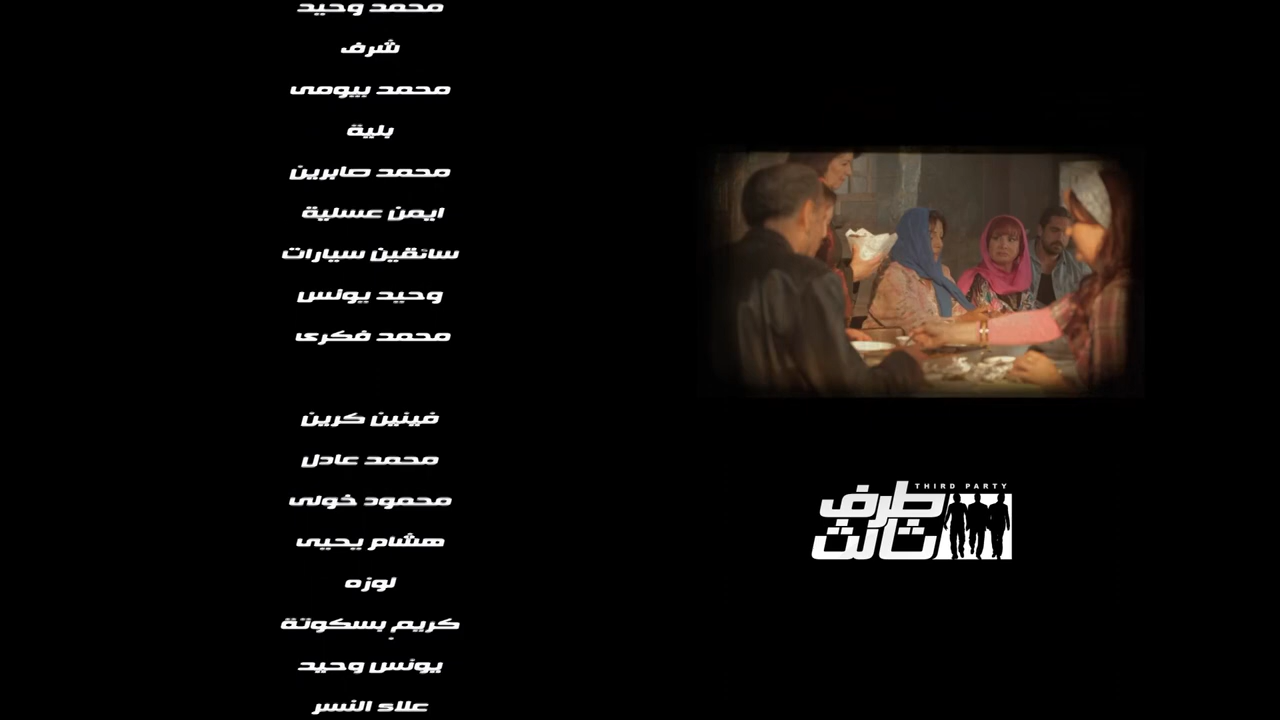 محمد وحيد
شرف
محمد بيومى
بلية
محمد صابرين
ايمن عسلية
سائقين سيارات
وحيد يونس
محمد فكرى
فينين كرين
محمد عادل
محمود خولى
هشام يحيى
لوزه
كريم بسكوتة
يونس وحيد
علاء النسر
THIRD PARTY
طرف
ثالث